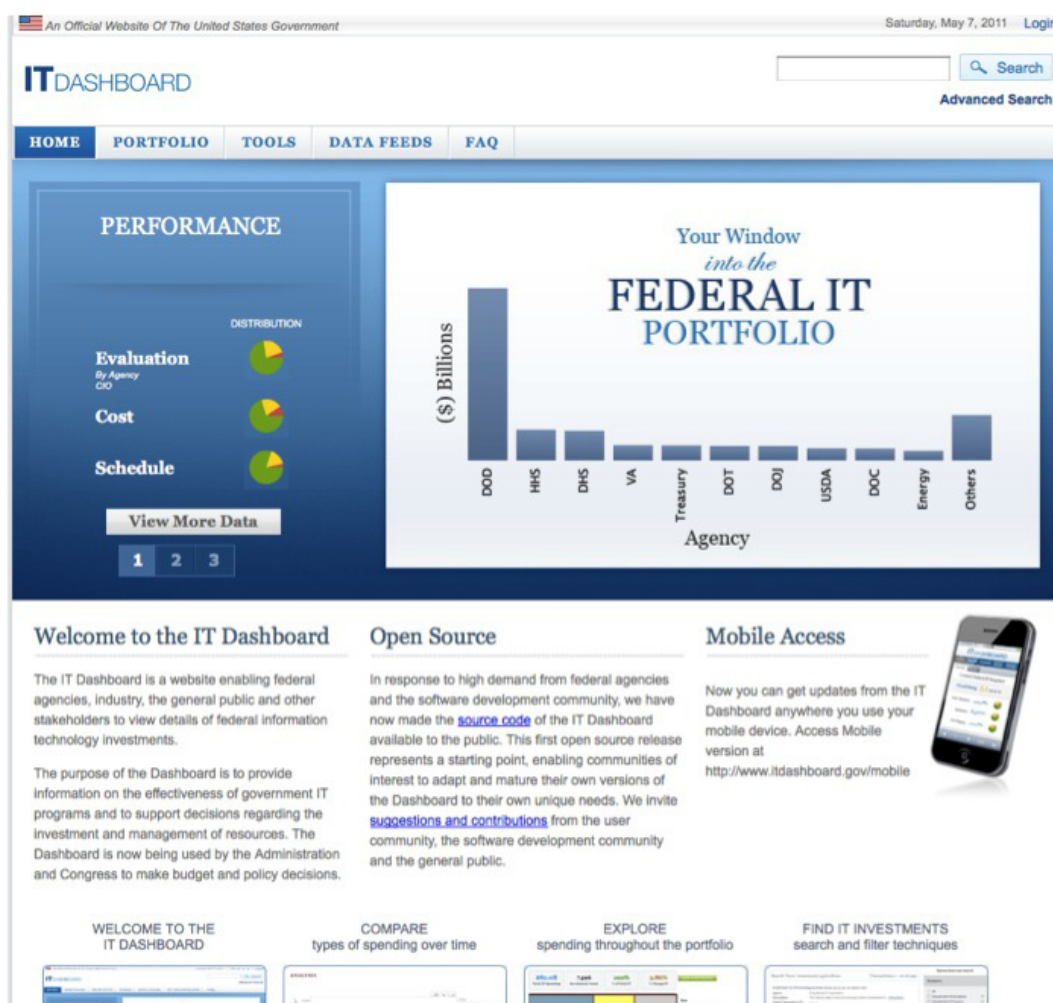 An Official Website Of The United States Government
Saturday, May 7, 2011 Login
IT DASHBOARD
Search
Advanced Search
HOME PORTFOLIO TOOLS DATA FEEDS FAQ
PERFORMANCE
DISTRIBUTION
Evaluation
By Agency
CIO
Cost
Schedule
View More Data
1 2 3
Your Window
into the
FEDERAL IT
PORTFOLIO
($) Billions
DOD HHS DHS VA Treasury DOT DOJ USDA DOC Energy Others
Agency
Welcome to the IT Dashboard
The IT Dashboard is a website enabling federal
agencies, industry, the general public and other
stakeholders to view details of federal information
technology investments.
The purpose of the Dashboard is to provide
information on the effectiveness of government IT
programs and to support decisions regarding the
investment and management of resources. The
Dashboard is now being used by the Administration
and Congress to make budget and policy decisions.
Open Source
In response to high demand from federal agencies
and the software development community, we have
now made the source code of the IT Dashboard
available to the public. This first open source release
represents a starting point, enabling communities of
interest to adapt and mature their own versions of
the Dashboard to their own unique needs. We invite
suggestions and contributions from the user
community, the software development community
and the general public.
Mobile Access
Now you can get updates from the IT
Dashboard anywhere you use your
mobile device. Access Mobile
version at
http://www.itdashboard.gov/mobile
WELCOME TO THE
IT DASHBOARD
COMPARE
types of spending over time
EXPLORE
spending throughout the portfolio
FIND IT INVESTMENTS
search and filter techniques